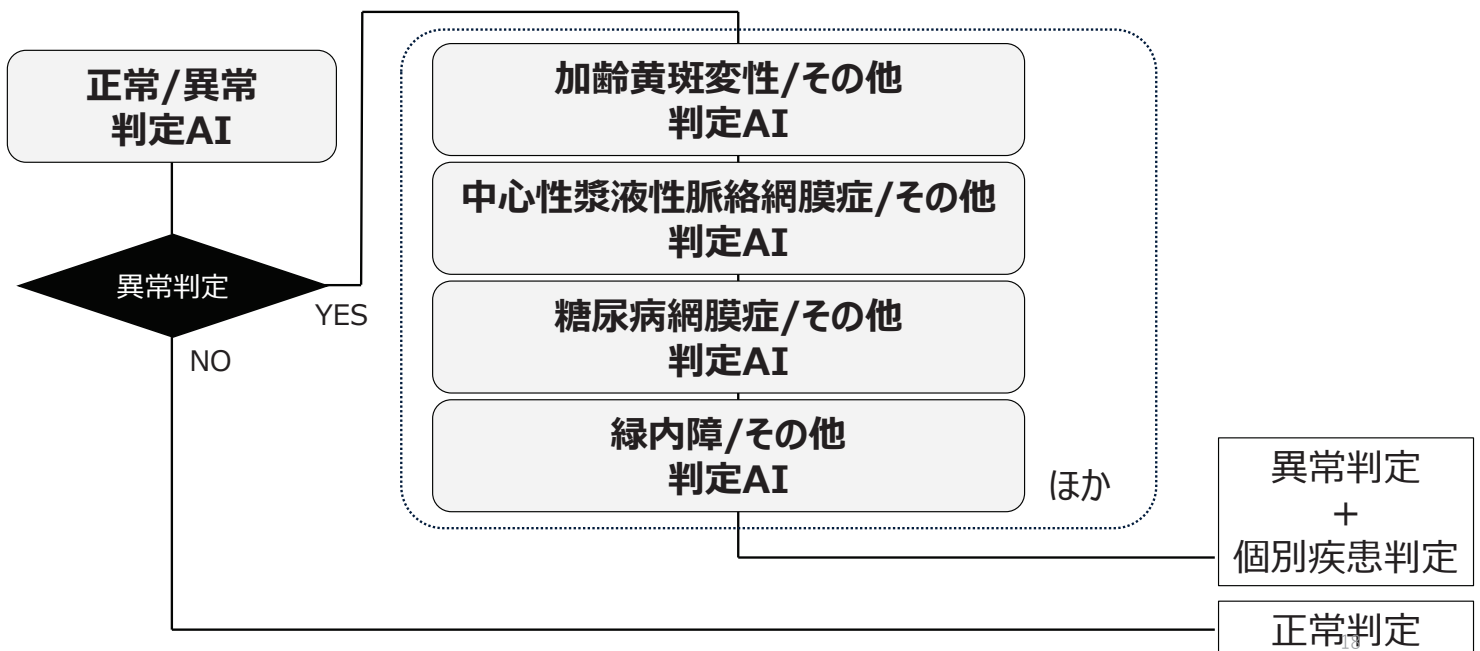 正常/異常
判定AI
異常判定
YES
NO
加齢黄斑変性/その他
判定AI
中心性漿液性脈絡網膜症/その他
判定AI
糖尿病網膜症/その他
判定AI
緑内障/その他
判定AI
ほか
異常判定
+
個別疾患判定
正常判定
18